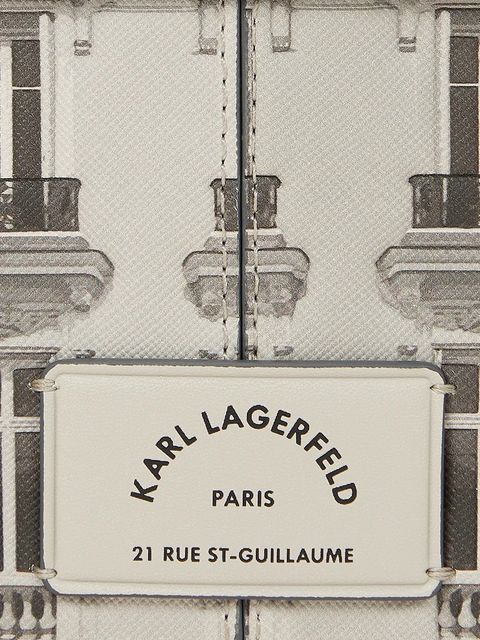 KARL LAGERFELD
PARIS
21 RUE ST-GUILLAUME